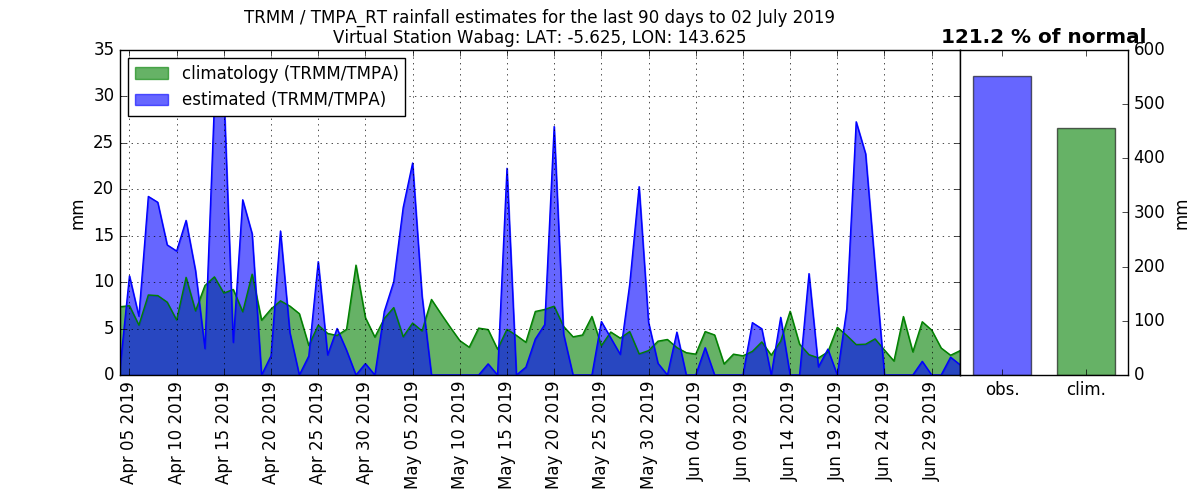 TRMM / TMPA_RT rainfall estimates for the last 90 days to 02 July 2019
Virtual Station Wabag: LAT: -5.625, LON: 143.625
121.2 % of normal
climatology (TRMM/TMPA)
estimated (TRMM/TMPA)
35
30
25
20
15
10
5
0
mm
Apr 05 2019
Apr 10 2019
Apr 15 2019
Apr 20 2019
Apr 25 2019
Apr 30 2019
May 05 2019
May 10 2019
May 15 2019
May 20 2019
May 25 2019
May 30 2019
Jun 04 2019
Jun 09 2019
Jun 14 2019
Jun 19 2019
Jun 24 2019
Jun 29 2019
600
500
400
300
200
100
0
mm
obs.
clim.